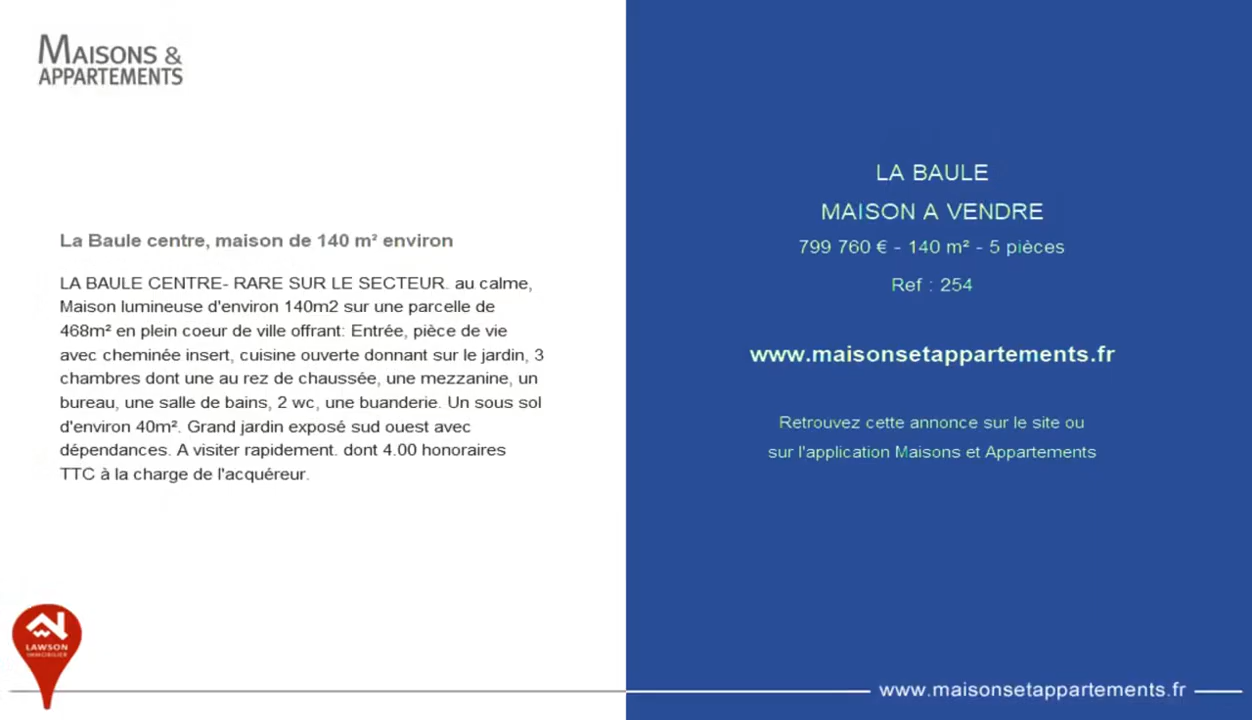 MAISONS &
APPARTEMENTS
La Baule centre, maison de 140 m² environ
LA BAULE CENTRE- RARE SUR LE SECTEUR. au calme,
Maison lumineuse d'environ 140m2 sur une parcelle de
468m² en plein coeur de ville offrant: Entrée, pièce de vie
avec cheminée insert, cuisine ouverte donnant sur le jardin, 3
chambres dont une au rez de chaussée, une mezzanine, un
bureau, une salle de bains, 2 wc, une buanderie. Un sous sol
d'environ 40m². Grand jardin exposé sud ouest avec
dépendances. A visiter rapidement. dont 4.00 honoraires
TTC à la charge de l'acquéreur.
LAWSON
IMMOBILIER
LA BAULE
MAISON A VENDRE
799 760 € - 140 m² - 5 pièces
Ref : 254
www.maisonsetappartements.fr
Retrouvez cette annonce sur le site ou
sur l'application Maisons et Appartements
www.maisonsetappartements.fr